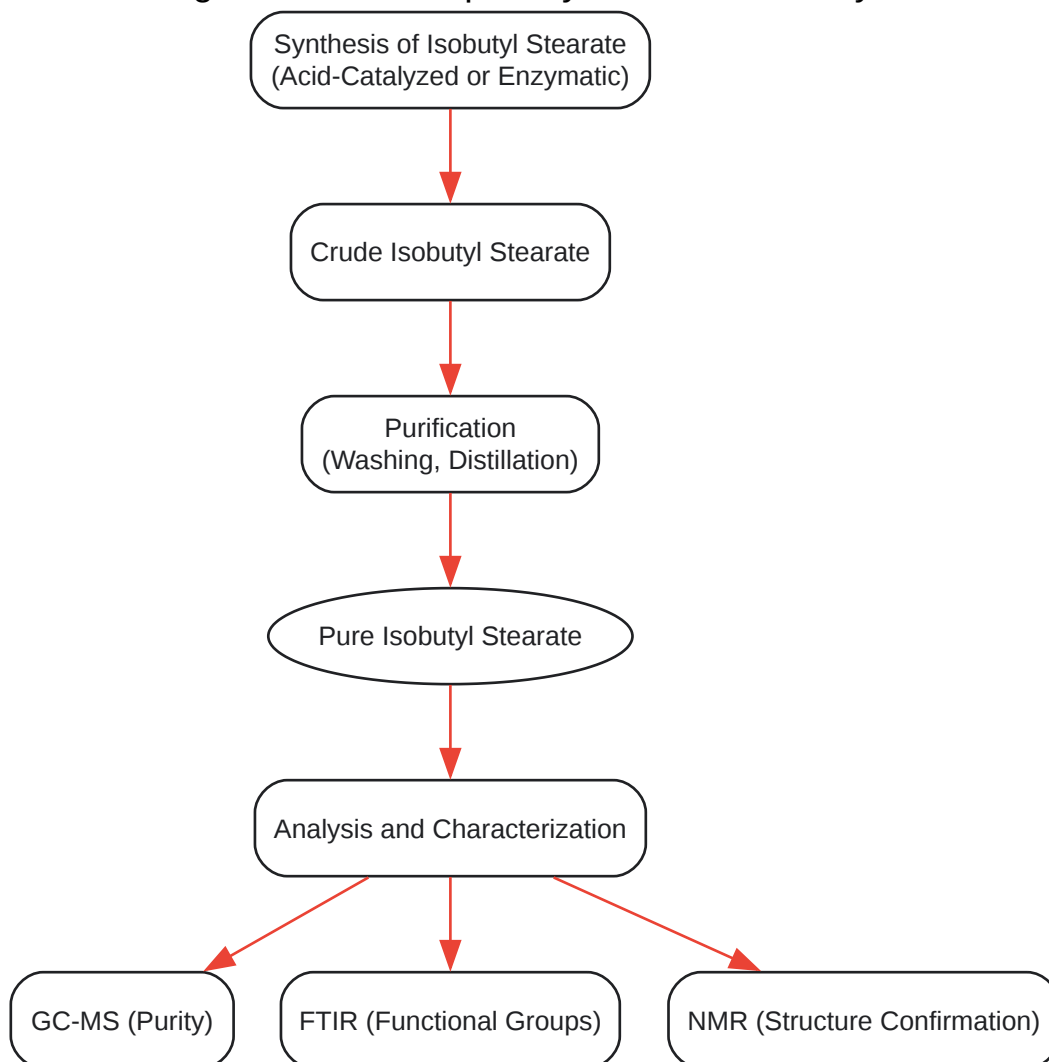 Synthesis of Isobutyl Stearate
(Acid-Catalyzed or Enzymatic)
Crude Isobutyl Stearate
Purification
(Washing, Distillation)
Pure Isobutyl Stearate
Analysis and Characterization
GC-MS (Purity)
FTIR (Functional Groups)
NMR (Structure Confirmation)